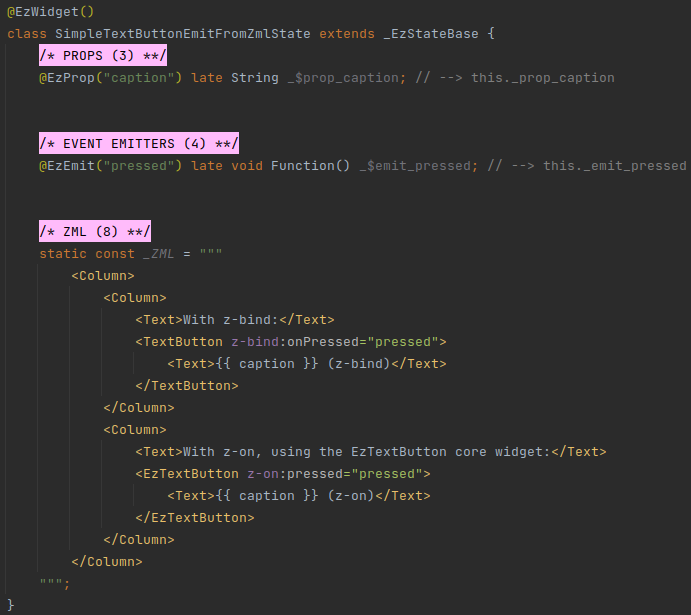 @EzWidget()
class SimpleTextButtonEmitFromZmlState extends _EzStateBase {
/* PROPS (3) **/
@EzProp("caption") late String _$prop_caption; // --> this._prop_caption
/* EVENT EMITTERS (4) **/
@EzEmit("pressed") late void Function() _$emit_pressed; // --> this._emit_pressed
/* ZML (8) **/
static const _ZML = """
<Column>
<Column>
<Text>With z-bind:</Text>
<TextButton z-bind:onPressed="pressed">
<Text>{{ caption }} (z-bind)</Text>
</TextButton>
</Column>
<Column>
<Text>With z-on, using the EzTextButton core widget:</Text>
<EzTextButton z-on:pressed="pressed">
<Text>{{ caption }} (z-on)</Text>
</EzTextButton>
</Column>
</Column>
""";
}